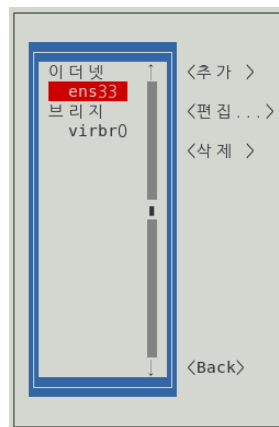 이더넷 ↑ <추가 >
ens33
브리지 <편집...>
virbr0
<삭제 >
↓ <Back>